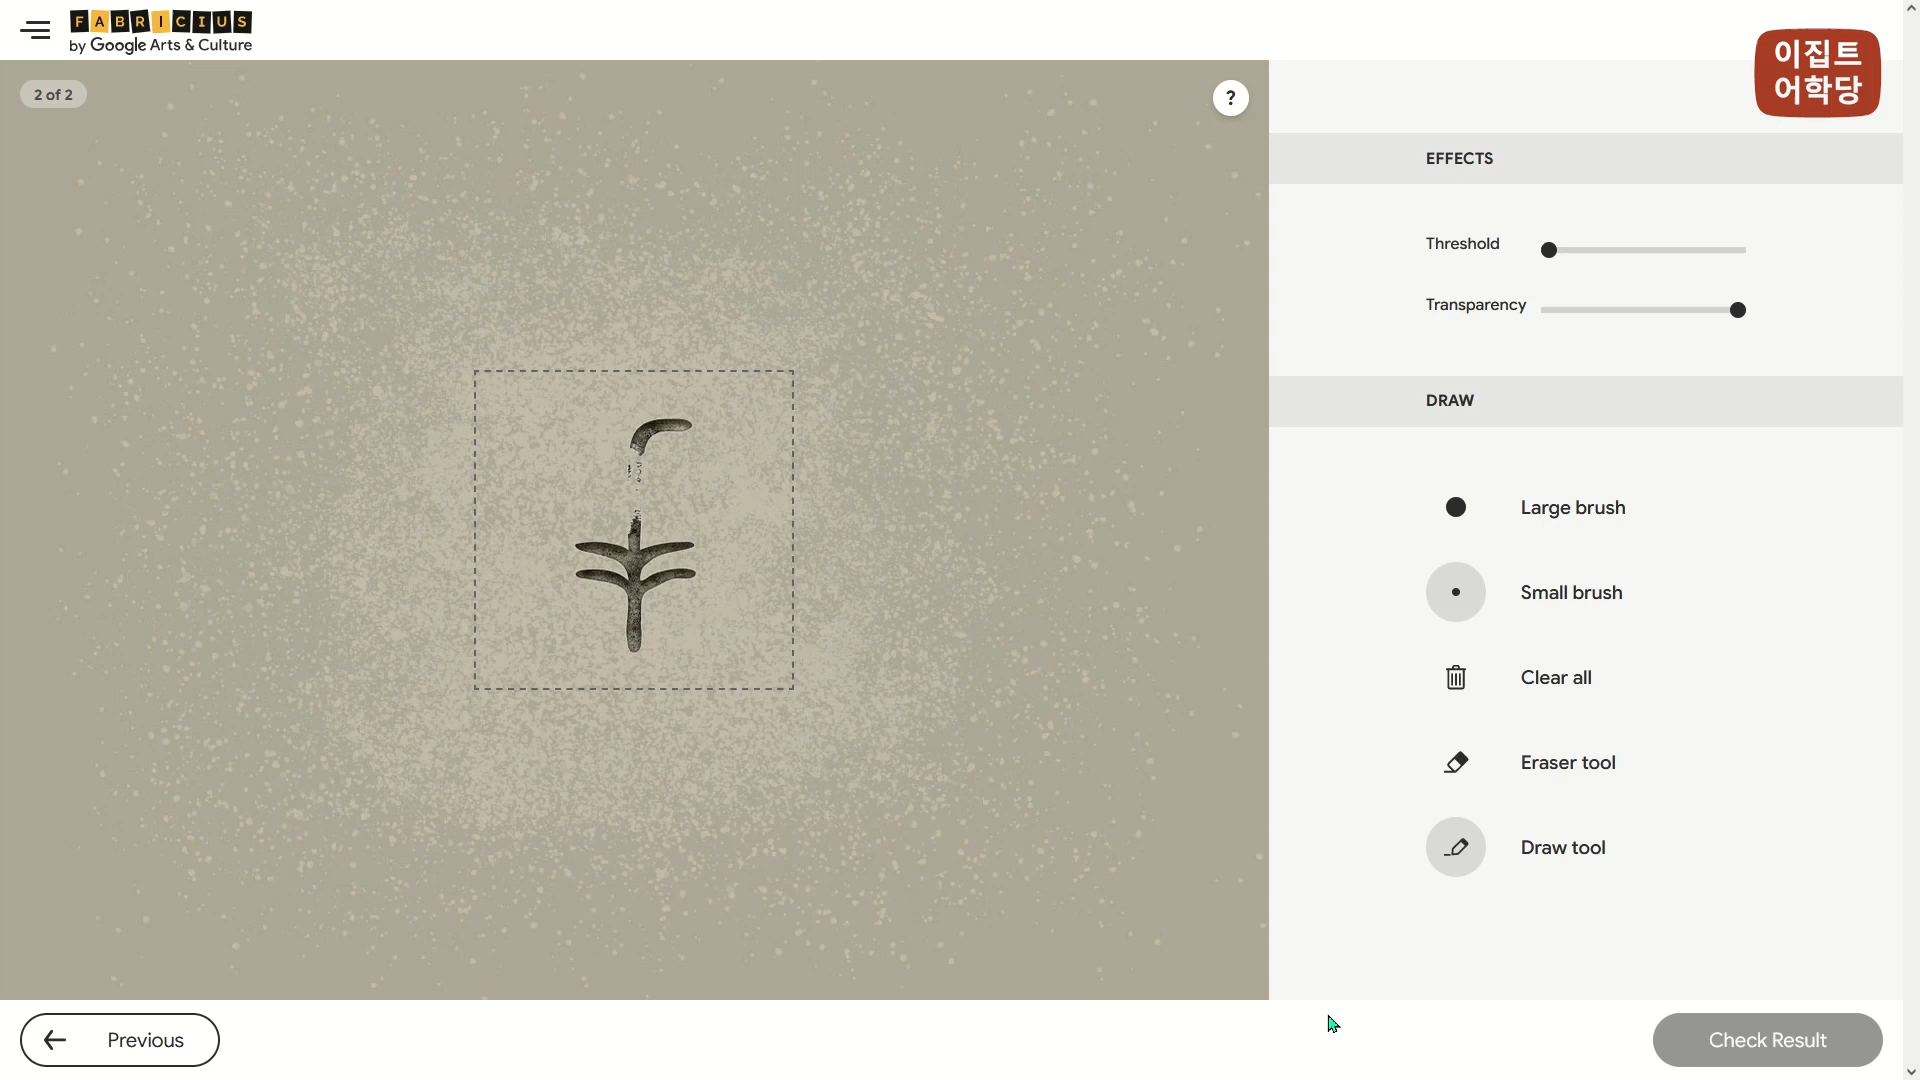 FABRICIUS
by Google Arts & Culture
이집트
어학당
2 of 2
?
EFFECTS
Threshold
Transparency
DRAW
Large brush
Small brush
Clear all
Eraser tool
Draw tool
Previous
Check Result